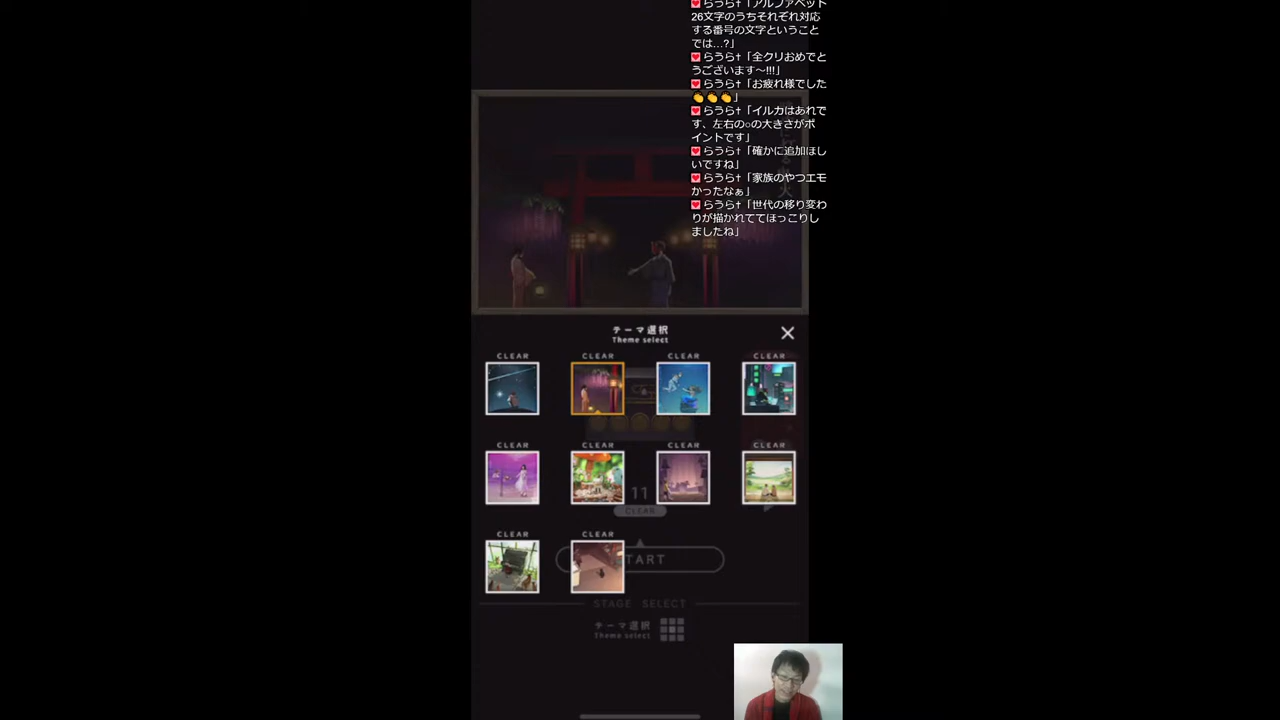 らうら†「アルファベット
26文字のうちそれぞれ対応
する番号の文字ということ
では…?」
らうら†「全クリおめでと
うございます〜!!!」
らうら†「お疲れ様でした
👏👏👏」
らうら†「イルカはあれで
す、左右の○の大きさがポ
イントです」
らうら†「確かに追加ほし
いですね」
らうら†「家族のやつエモ
かったなぁ」
らうら†「世代の移り変わ
りが描かれててほっこりし
ましたね」
火
テーマ選択
Theme select
CLEAR CLEAR CLEAR CLEAR
CLEAR CLEAR CLEAR CLEAR
11
CLEAR
CLEAR CLEAR
TART
STAGE SELECT
テーマ選択
Theme select